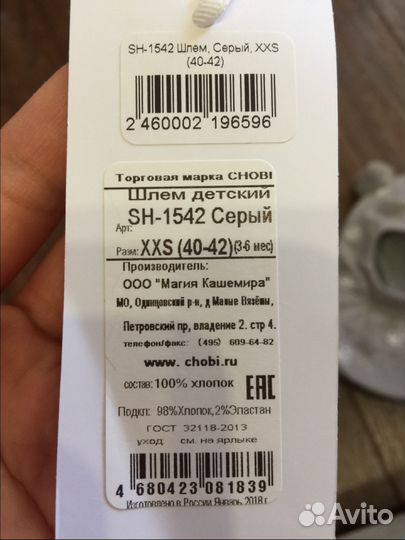 SH-1542 Шлем, Серый, XXS
(40-42)
2 460002 196596
Торговая марка CHOBI
Шлем детский
Арт: SH-1542 Серый
Разм: XXS (40-42) (3-6 мес)
Производитель:
ООО "Магия Кашемира"
МО, Одинцовский р-н, д Малые Вязёмы,
Петровский пр, владение 2. стр 4.
телефон/факс: (495) 609-64-82
www. chobi.ru
состав: 100% хлопок
EAC
Подкл: 98%Хлопок,2%Эластан
ГОСТ 32118-2013
уход: см. на ярлыке
4 680423 081839
Изготовлено в России Январь 2018 г.
Avito